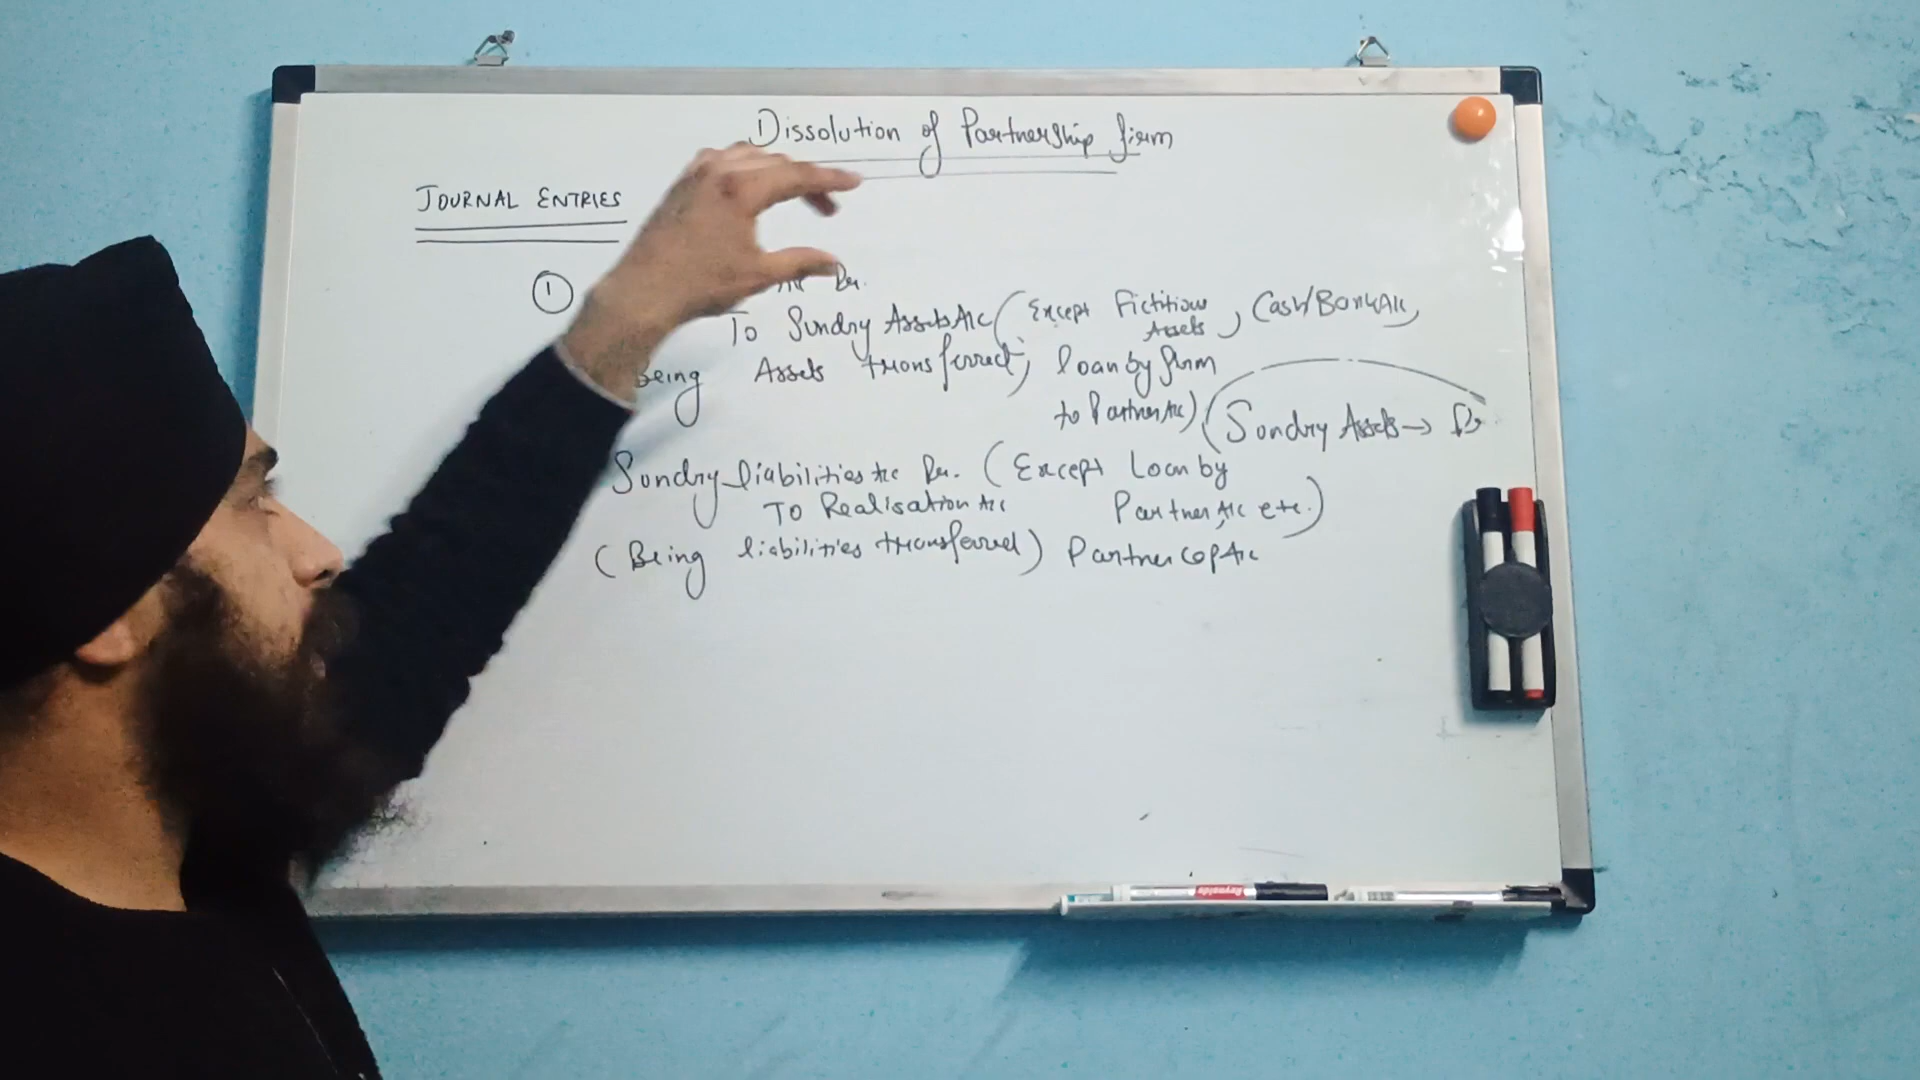 Dissolution of Partnership firm
JOURNAL ENTRIES
①
A/c Dr.
To Sundry Assets A/c (Except Fictitious Assets, Cash/Bank A/c,
Being Assets transferred) loan by firm
to Partner A/c) (Sundry Assets →
Sundry liabilities A/c Dr. (Except Loan by
To Realisation A/c Partner A/c etc.)
(Being liabilities transferred) Partner cap A/c
Reynolds